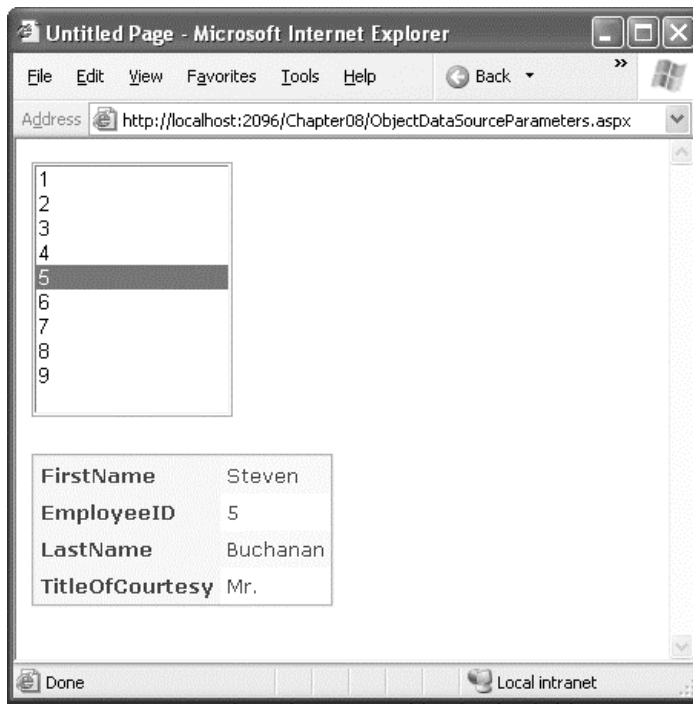 Untitled Page - Microsoft Internet Explorer
File Edit View Favorites Tools Help Back »
Address http://localhost:2096/Chapter08/ObjectDataSourceParameters.aspx
1
2
3
4
5
6
7
8
9
FirstName Steven
EmployeeID 5
LastName Buchanan
TitleOfCourtesy Mr.
Done Local intranet